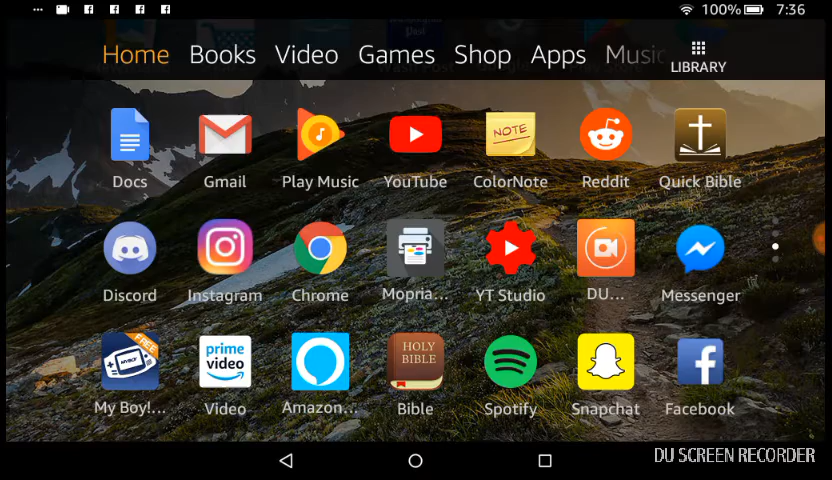 100% 7:36
Home Books Video Games Shop Apps Music LIBRARY
NOTE
Docs Gmail Play Music YouTube ColorNote Reddit Quick Bible
Discord Instagram Chrome Mopria... YT Studio DU... Messenger
FREE
MY BOY!
prime video
HOLY BIBLE
My Boy!... Video Amazon... Bible Spotify Snapchat Facebook
DU SCREEN RECORDER